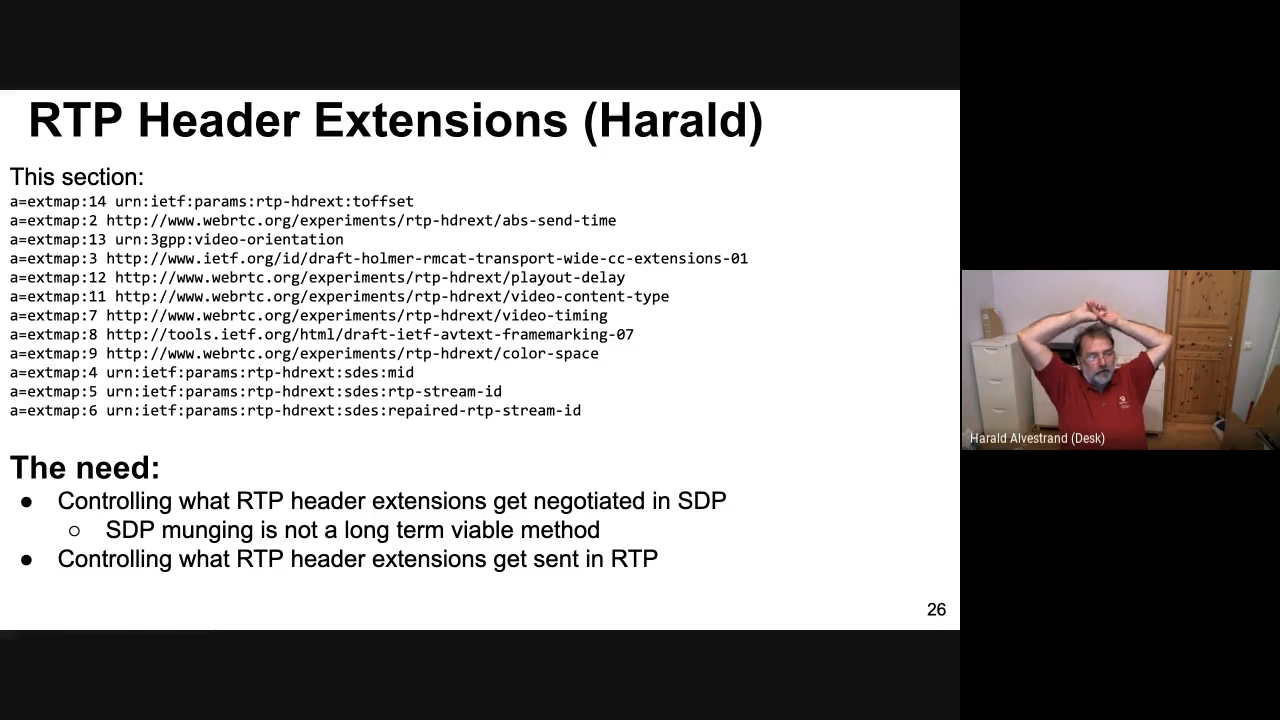 RTP Header Extensions (Harald)
This section:
a=extmap:14 urn:ietf:params:rtp-hdrext:toffset
a=extmap:2 http://www.webrtc.org/experiments/rtp-hdrext/abs-send-time
a=extmap:13 urn:3gpp:video-orientation
a=extmap:3 http://www.ietf.org/id/draft-holmer-rmcat-transport-wide-cc-extensions-01
a=extmap:12 http://www.webrtc.org/experiments/rtp-hdrext/playout-delay
a=extmap:11 http://www.webrtc.org/experiments/rtp-hdrext/video-content-type
a=extmap:7 http://www.webrtc.org/experiments/rtp-hdrext/video-timing
a=extmap:8 http://tools.ietf.org/html/draft-ietf-avtext-framemarking-07
a=extmap:9 http://www.webrtc.org/experiments/rtp-hdrext/color-space
a=extmap:4 urn:ietf:params:rtp-hdrext:sdes:mid
a=extmap:5 urn:ietf:params:rtp-hdrext:sdes:rtp-stream-id
a=extmap:6 urn:ietf:params:rtp-hdrext:sdes:repaired-rtp-stream-id
The need:
● Controlling what RTP header extensions get negotiated in SDP
○ SDP munging is not a long term viable method
● Controlling what RTP header extensions get sent in RTP
26
Harald Alvestrand (Desk)